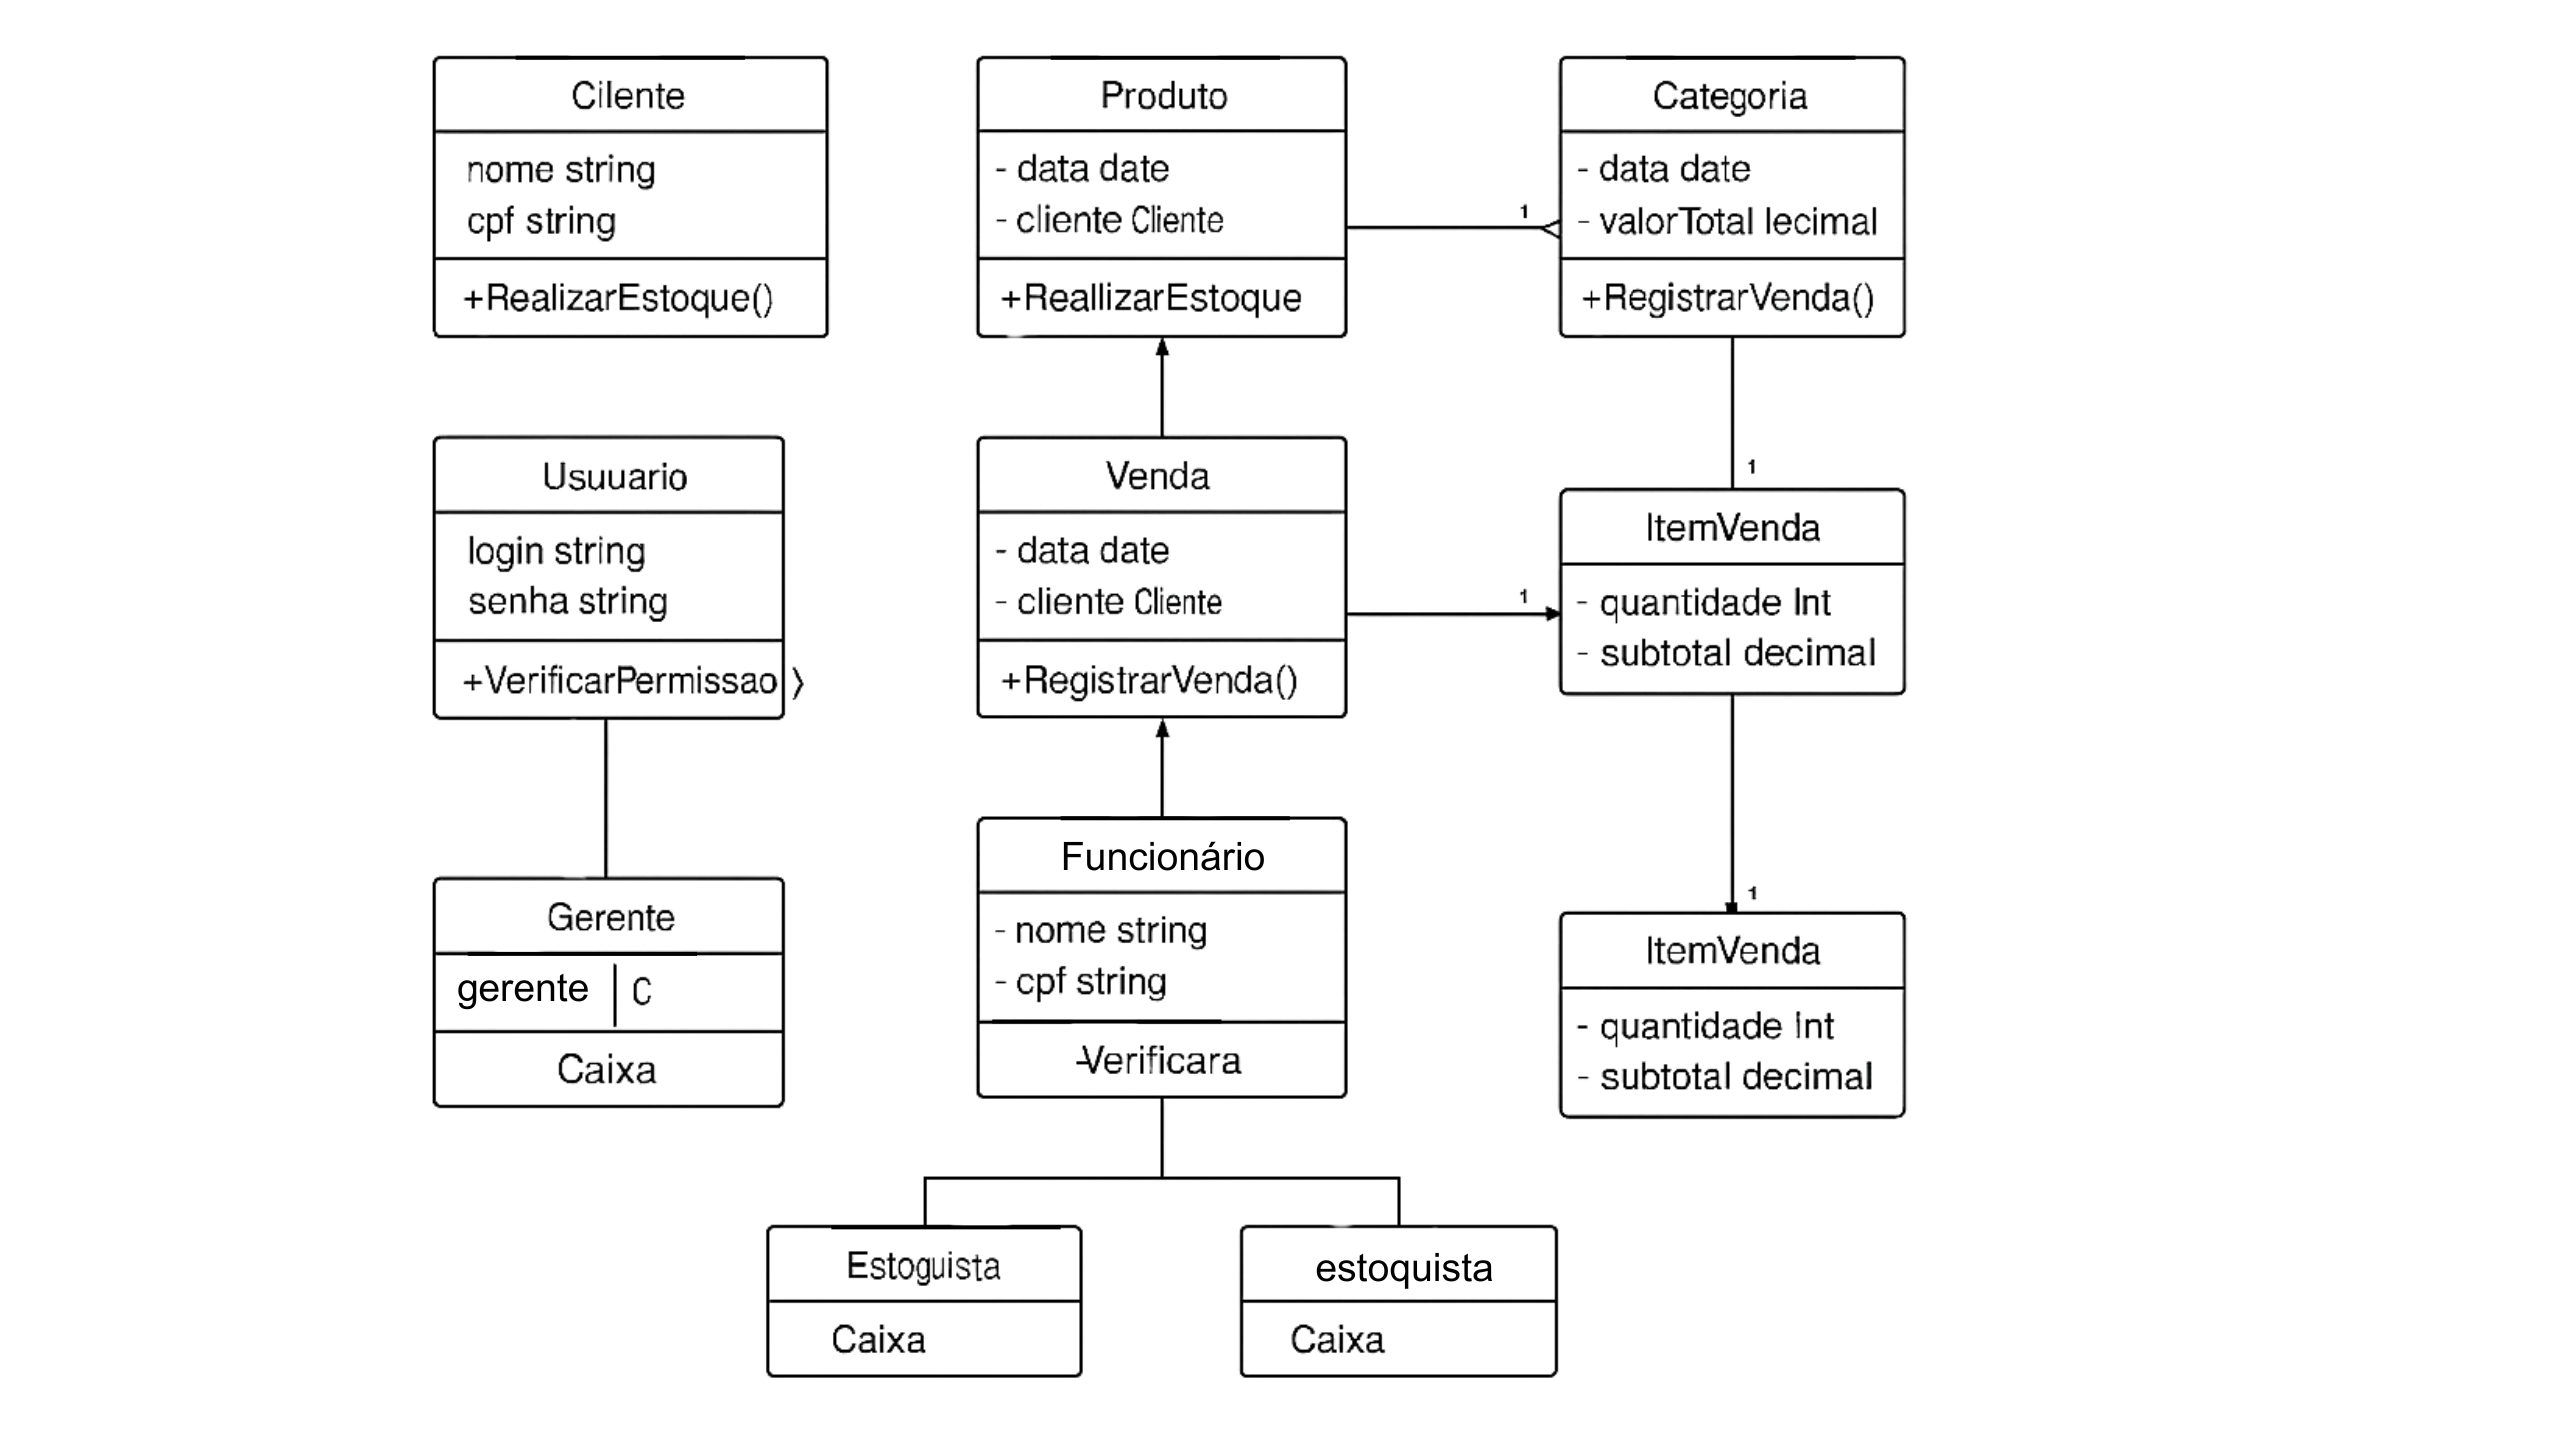 Cilente
nome string
cpf string
+RealizarEstoque()
Produto
- data date
- cliente Cliente
+ReallizarEstoque
Categoria
- data date
- valorTotal lecimal
+RegistrarVenda()
1
Usuuario
login string
senha string
+VerificarPermissao )
Venda
- data date
- cliente Cliente
+RegistrarVenda()
1
1
ItemVenda
- quantidade Int
- subtotal decimal
Gerente
gerente | C
Caixa
Funcionário
- nome string
- cpf string
-Verificara
1
ItemVenda
- quantidade Int
- subtotal decimal
Estoguista
Caixa
estoquista
Caixa